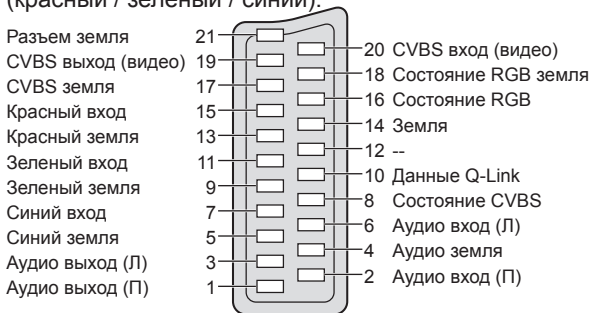 (красный / зеленый / синий).
Разъем земля 21
CVBS выход (видео) 19
CVBS земля 17
Красный вход 15
Красный земля 13
Зеленый вход 11
Зеленый земля 9
Синий вход 7
Синий земля 5
Аудио выход (Л) 3
Аудио выход (П) 1
20 CVBS вход (видео)
18 Состояние RGB земля
16 Состояние RGB
14 Земля
12 --
10 Данные Q-Link
8 Состояние CVBS
6 Аудио вход (Л)
4 Аудио земля
2 Аудио вход (П)